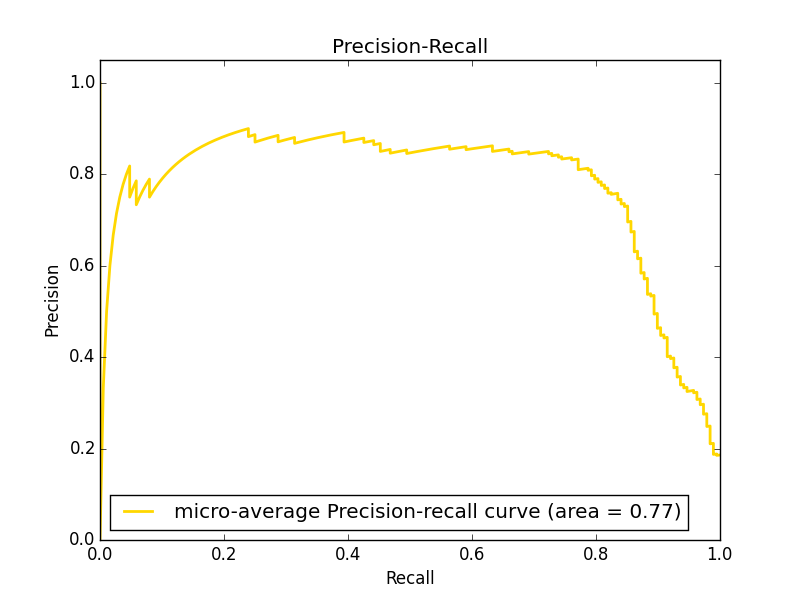 Precision-Recall
1.0
0.8
0.6
0.4
0.2
0.0
Precision
micro-average Precision-recall curve (area = 0.77)
0.0 0.2 0.4 0.6 0.8 1.0
Recall